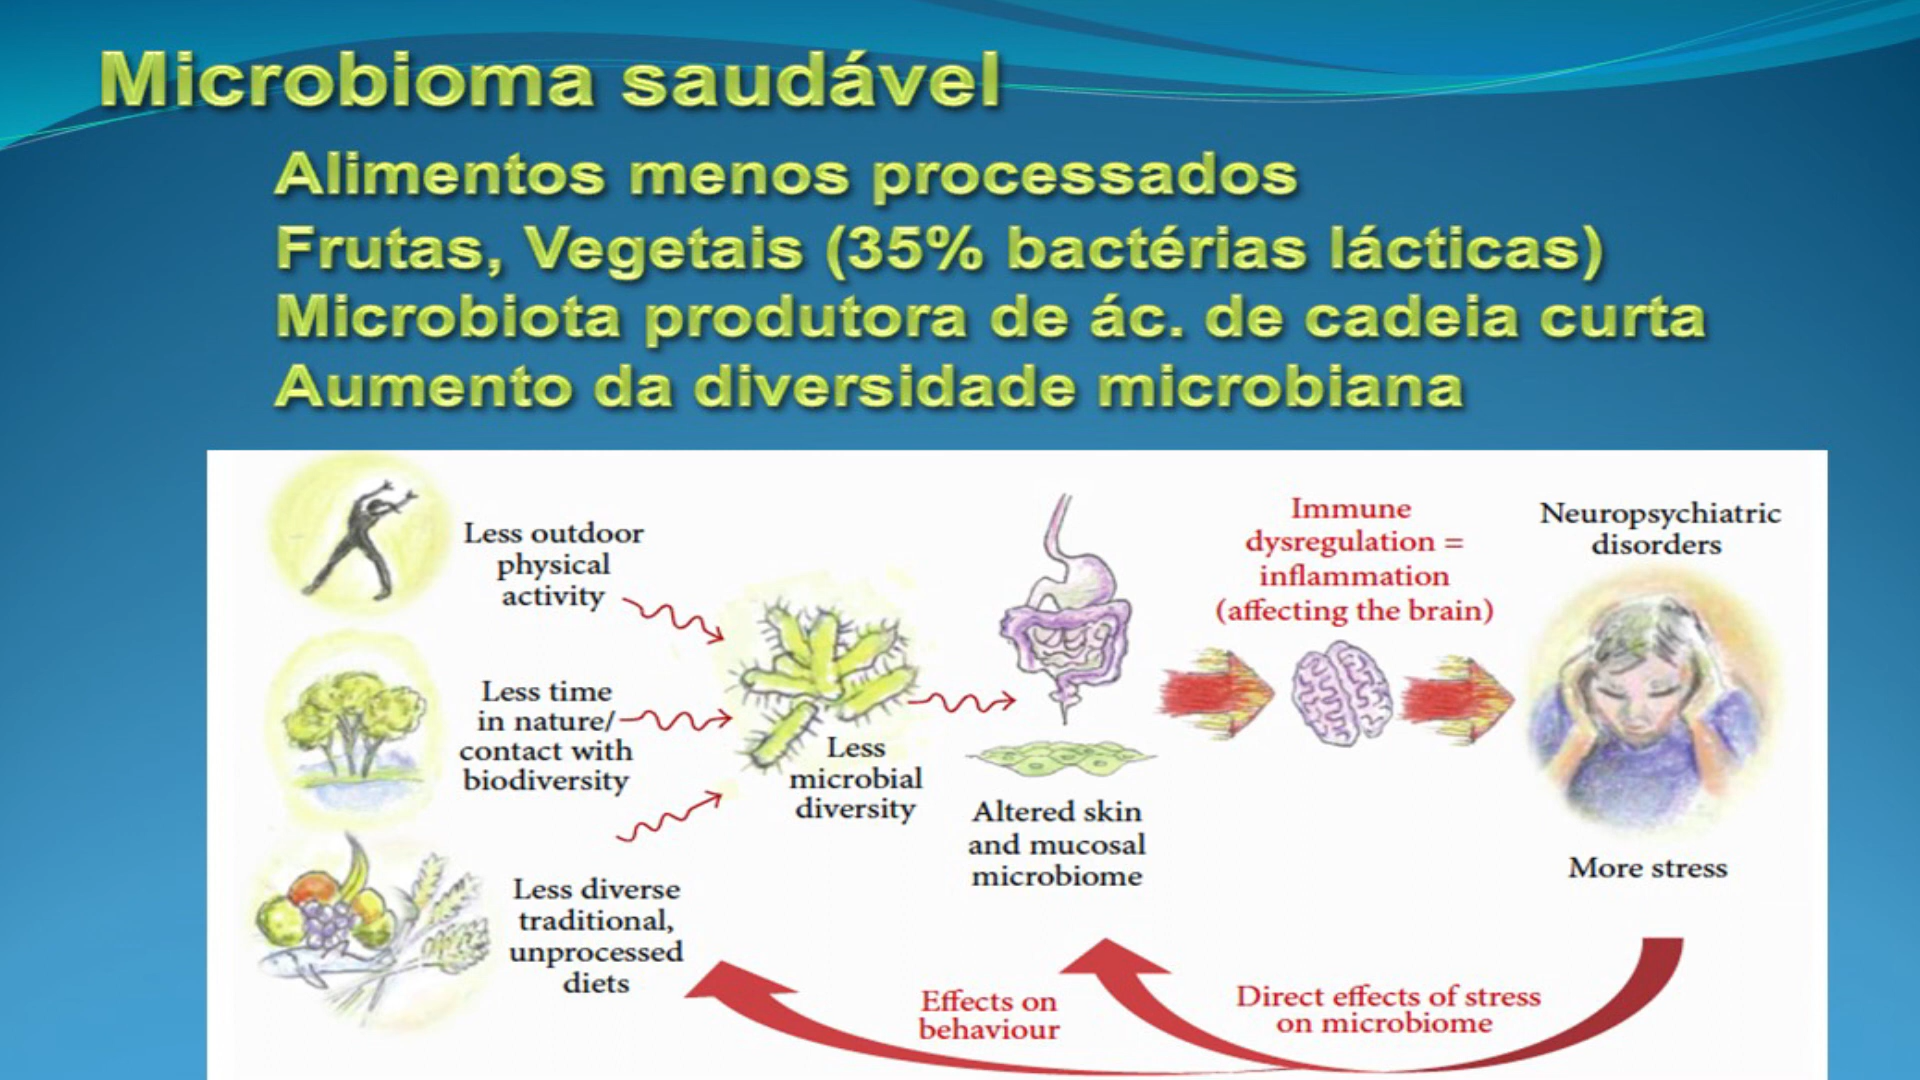 Microbioma saudável
Alimentos menos processados
Frutas, Vegetais (35% bactérias lácticas)
Microbiota produtora de ác. de cadeia curta
Aumento da diversidade microbiana
Less outdoor
physical
activity
Less time
in nature/
contact with
biodiversity
Less diverse
traditional,
unprocessed
diets
Less
microbial
diversity
Altered skin
and mucosal
microbiome
Immune
dysregulation =
inflammation
(affecting the brain)
Neuropsychiatric
disorders
More stress
Effects on
behaviour
Direct effects of stress
on microbiome